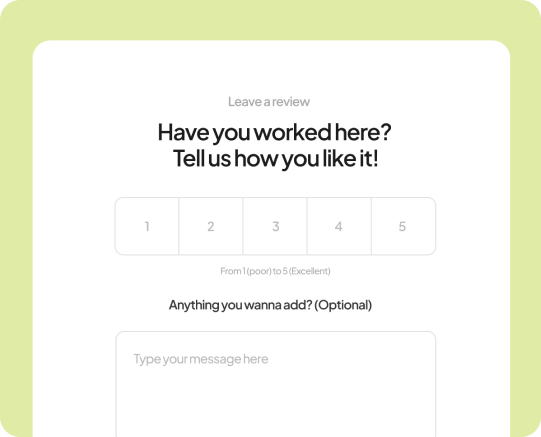 Leave a review
Have you worked here?
Tell us how you like it!
1 2 3 4 5
From 1 (poor) to 5 (Excellent)
Anything you wanna add? (Optional)
Type your message here